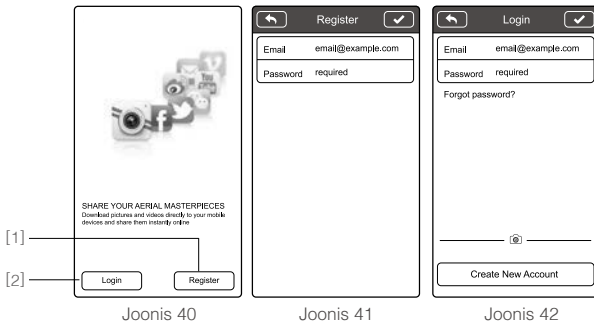 SHARE YOUR AERIAL MASTERPIECES
Download pictures and videos directly to your mobile
devices and share them instantly online
[1]
[2]
Login
Register
Joonis 40
Register
Email email@example.com
Password required
Joonis 41
Login
Email email@example.com
Password required
Forgot password?
Create New Account
Joonis 42